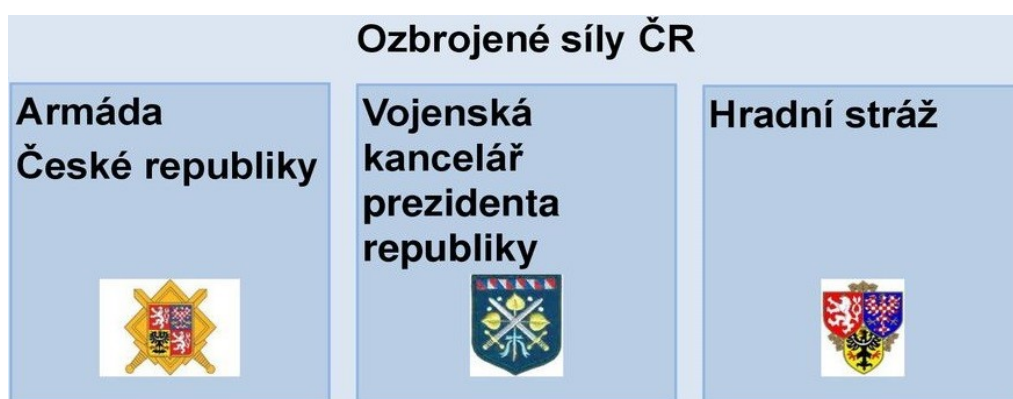 Ozbrojené síly ČR
Armáda
České republiky
Vojenská
kancelář
prezidenta
republiky
Hradní stráž